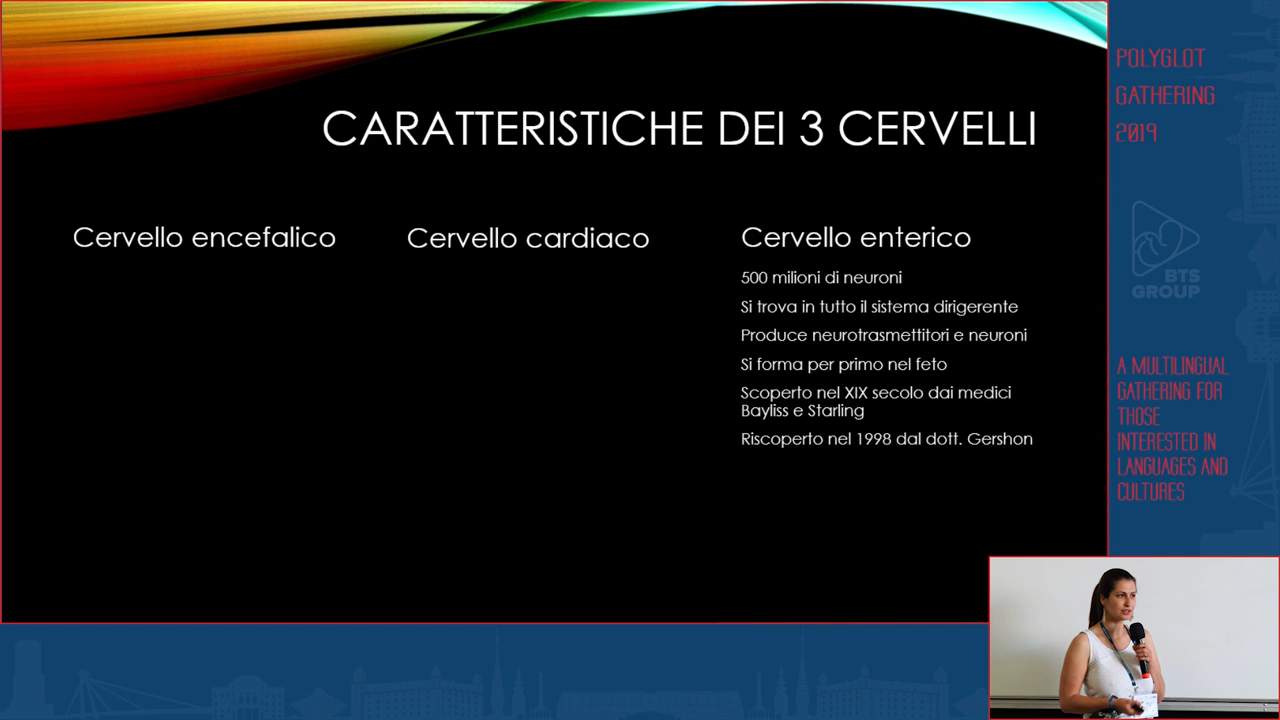 CARATTERISTICHE DEI 3 CERVELLI
Cervello encefalico
Cervello cardiaco
Cervello enterico
500 milioni di neuroni
Si trova in tutto il sistema dirigerente
Produce neurotrasmettitori e neuroni
Si forma per primo nel feto
Scoperto nel XIX secolo dai medici
Bayliss e Starling
Riscoperto nel 1998 dal dott. Gershon
POLYGLOT
GATHERING
2019
BTS
GROUP
A MULTILINGUAL
GATHERING FOR
THOSE
INTERESTED IN
LANGUAGES AND
CULTURES